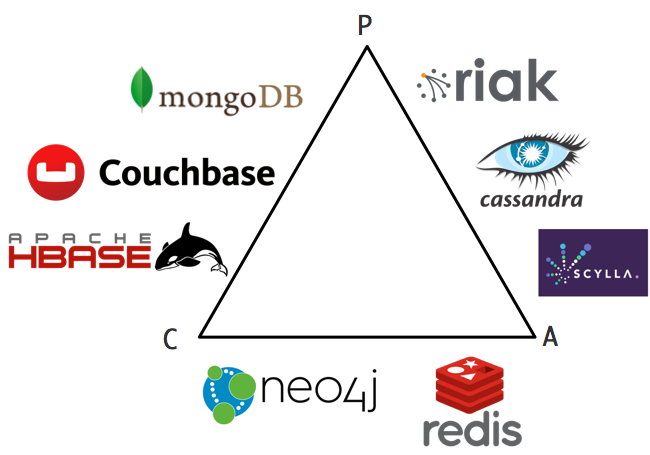 P
mongoDB
riak
Couchbase
cassandra
APACHE
HBASE
SCYLLA.
C
A
neo4j
redis